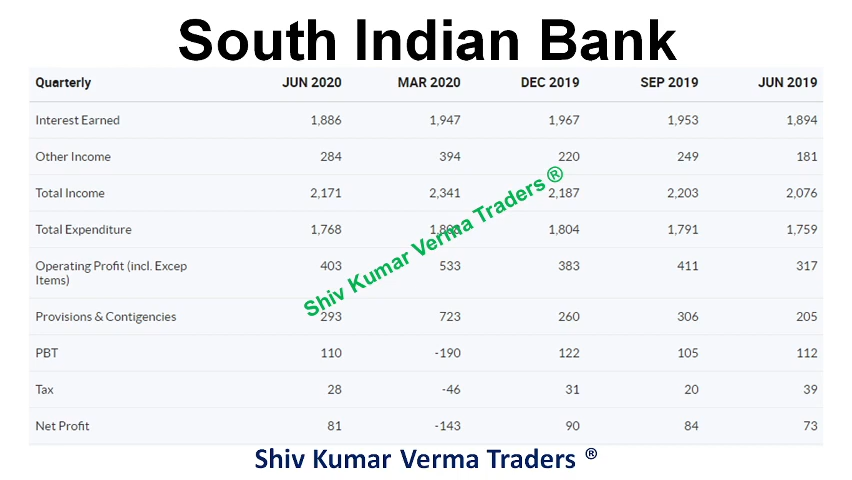 South Indian Bank
Quarterly JUN 2020 MAR 2020 DEC 2019 SEP 2019 JUN 2019
Interest Earned 1,886 1,947 1,967 1,953 1,894
Other Income 284 394 220 249 181
Total Income 2,171 2,341 2,187 2,203 2,076
Total Expenditure 1,768 1,804 1,791 1,759
Operating Profit (incl. Excep 403 533 383 411 317
Items)
Provisions & Contigencies 293 723 260 306 205
PBT 110 -190 122 105 112
Tax 28 -46 31 20 39
Net Profit 81 -143 90 84 73
Shiv Kumar Verma Traders ®
Shiv Kumar Verma Traders ®